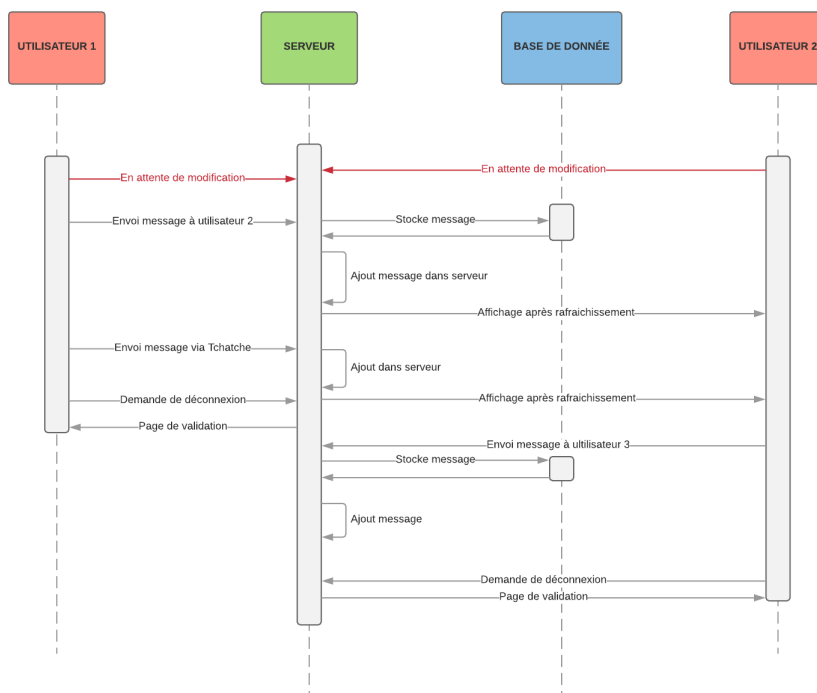 UTILISATEUR 1
SERVEUR
BASE DE DONNÉE
UTILISATEUR 2
En attente de modification
En attente de modification
Envoi message à utilisateur 2
Stocke message
Ajout message dans serveur
Affichage après rafraichissement
Envoi message via Tchatche
Ajout dans serveur
Demande de déconnexion
Affichage après rafraichissement
Page de validation
Envoi message à ultilisateur 3
Stocke message
Ajout message
Demande de déconnexion
Page de validation